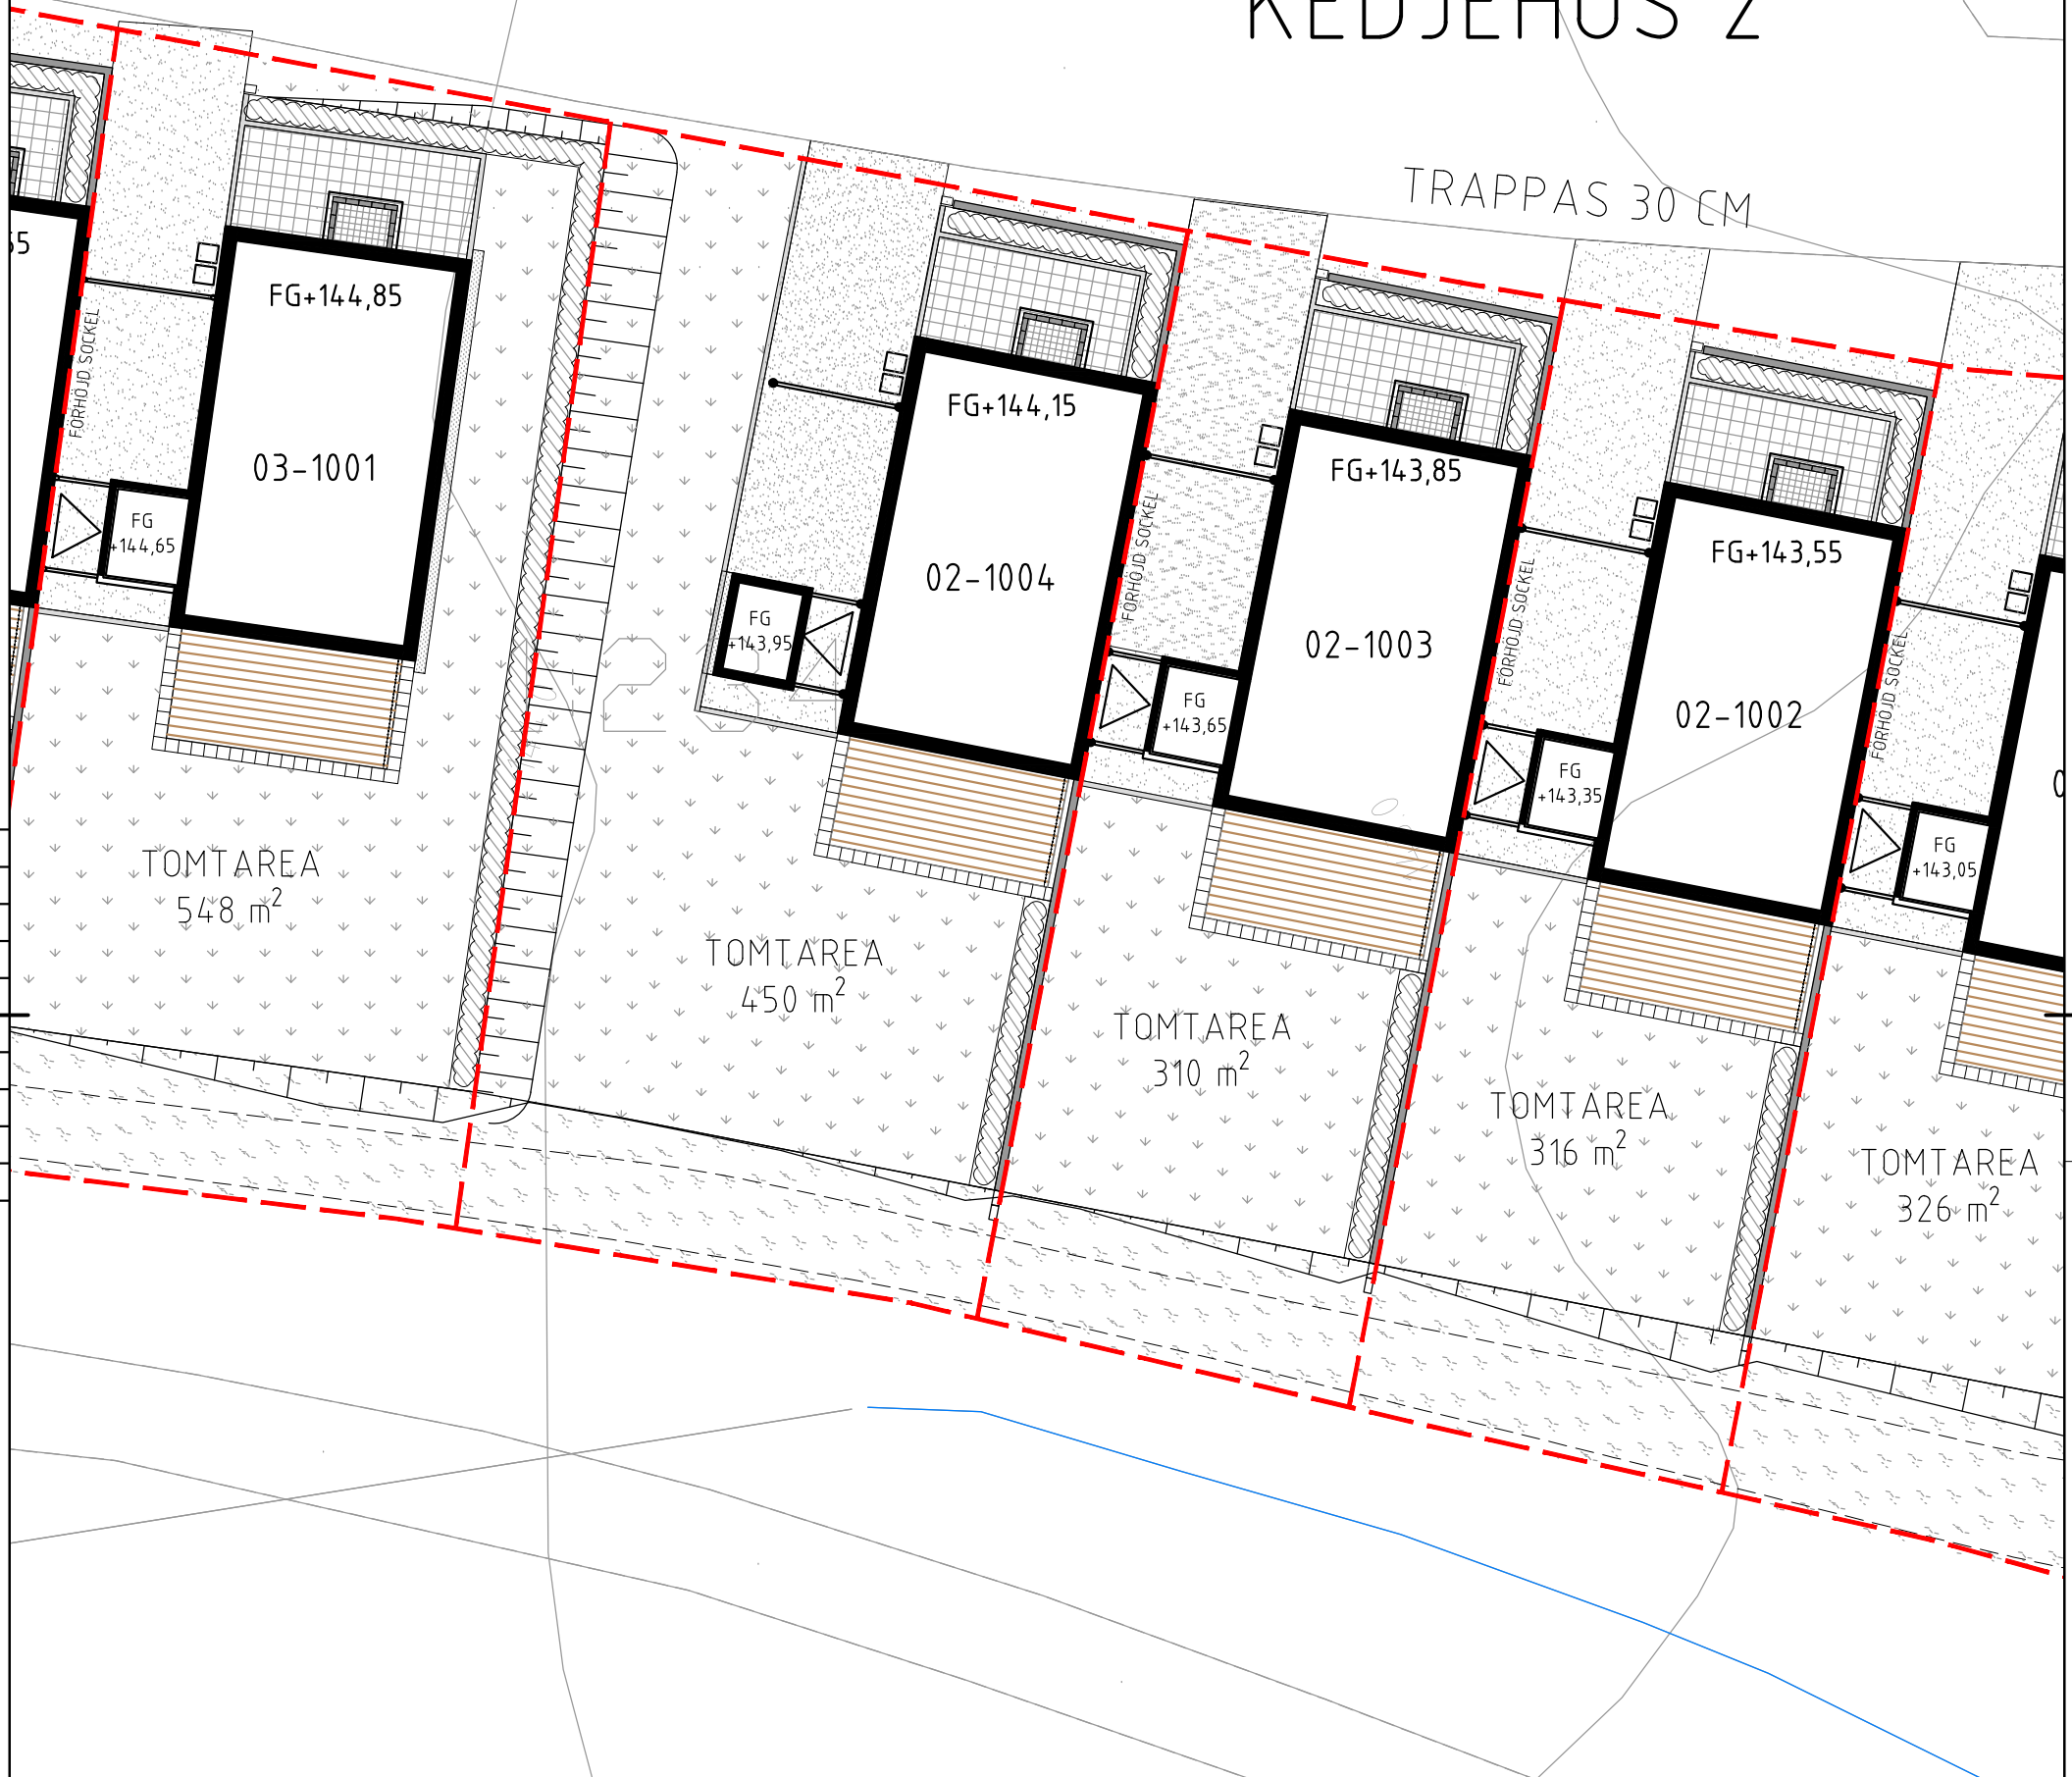 KEDJEHUS 2
TRAPPAS 30 CM
55
FG+144,85
03-1001
FÖRHÖJD SOCKEL
FG
+144,65
FG+144,15
02-1004
FG
+143,95
FÖRHÖJD SOCKEL
FG+143,85
02-1003
FG
+143,65
FÖRHÖJD SOCKEL
FG+143,55
02-1002
FG
+143,35
FÖRHÖJD SOCKEL
FG
+143,05
0
TOMTAREA
548 m²
TOMTAREA
450 m²
TOMTAREA
310 m²
TOMTAREA
316 m²
TOMTAREA
326 m²